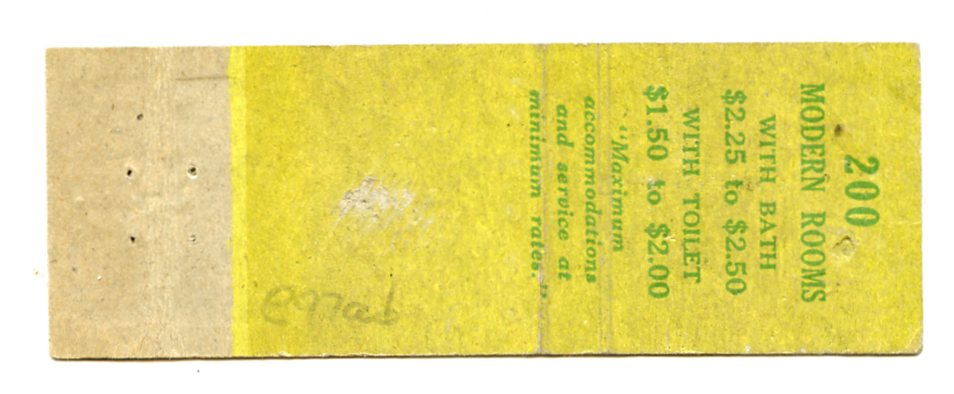 200
MODERN ROOMS
WITH BATH
$2.25 to $2.50
WITH TOILET
$1.50 to $2.00
"Maximum
accommodations
and service at
minimum rates."